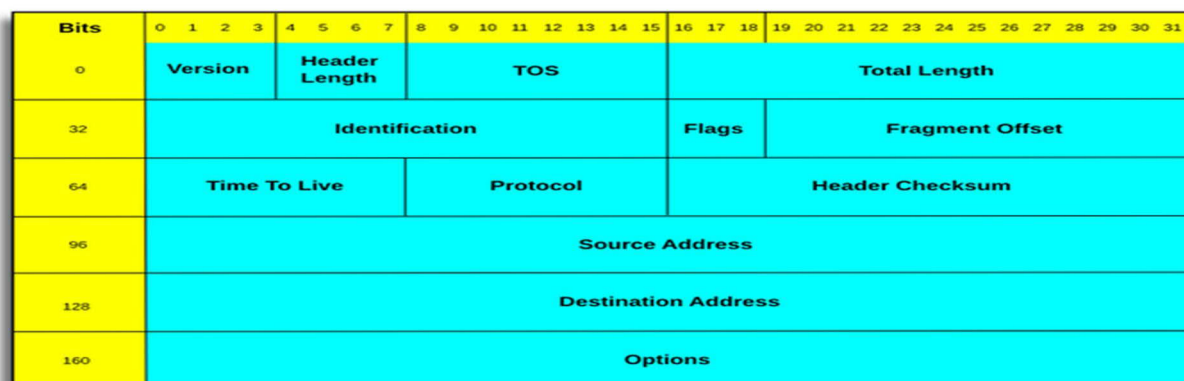 Bits 0 1 2 3 4 5 6 7 8 9 10 11 12 13 14 15 16 17 18 19 20 21 22 23 24 25 26 27 28 29 30 31
0 Version Header Length TOS Total Length
32 Identification Flags Fragment Offset
64 Time To Live Protocol Header Checksum
96 Source Address
128 Destination Address
160 Options